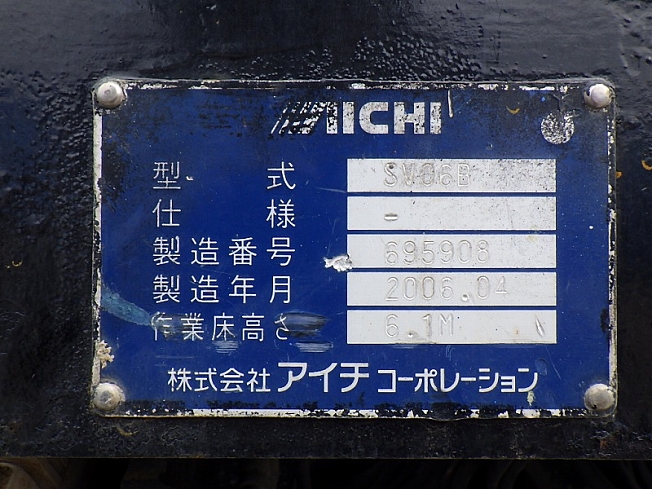 AICHI
型式 SV06B
仕様 -
製造番号 695908
製造年月 2006.04
作業床高さ 6.1M
株式会社 アイチ コーポレーション